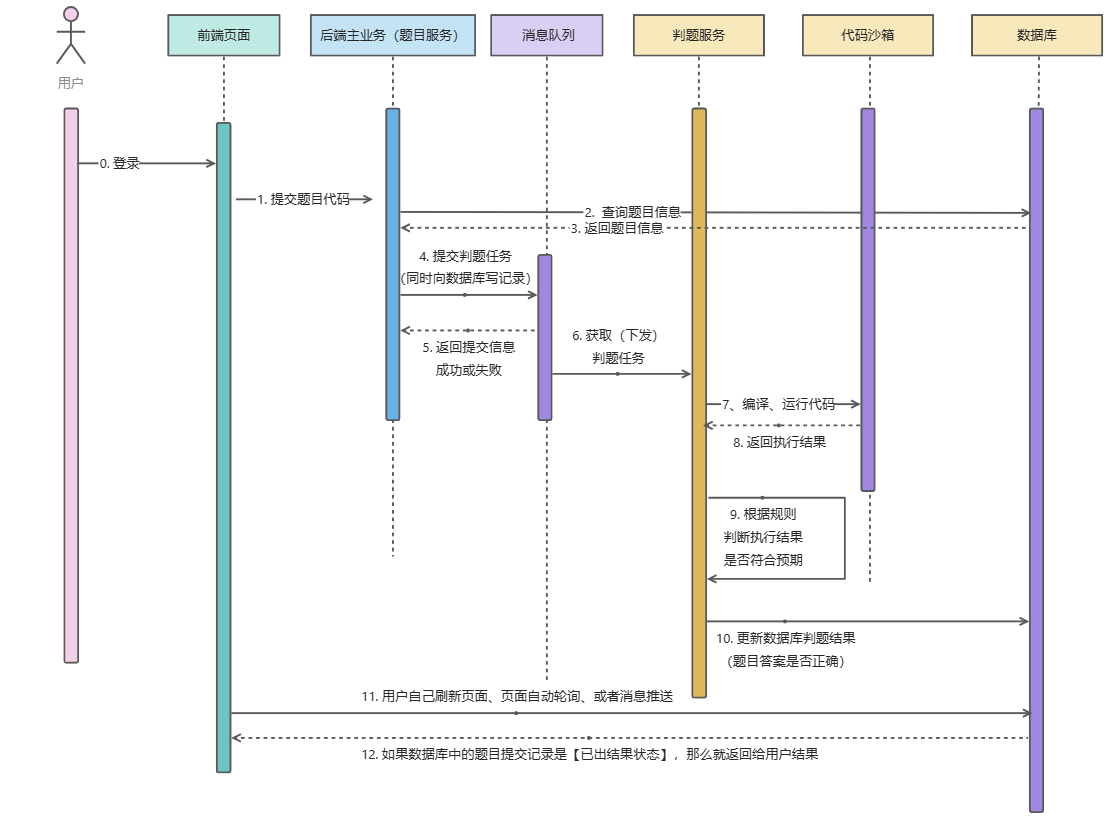 用户
前端页面
后端主业务（题目服务）
消息队列
判题服务
代码沙箱
数据库
0. 登录
1. 提交题目代码
2. 查询题目信息
3. 返回题目信息
4. 提交判题任务
（同时向数据库写记录）
5. 返回提交信息
成功或失败
6. 获取（下发）
判题任务
7、编译、运行代码
8. 返回执行结果
9. 根据规则
判断执行结果
是否符合预期
10. 更新数据库判题结果
（题目答案是否正确）
11. 用户自己刷新页面、页面自动轮询、或者消息推送
12. 如果数据库中的题目提交记录是【已出结果状态】，那么就返回给用户结果